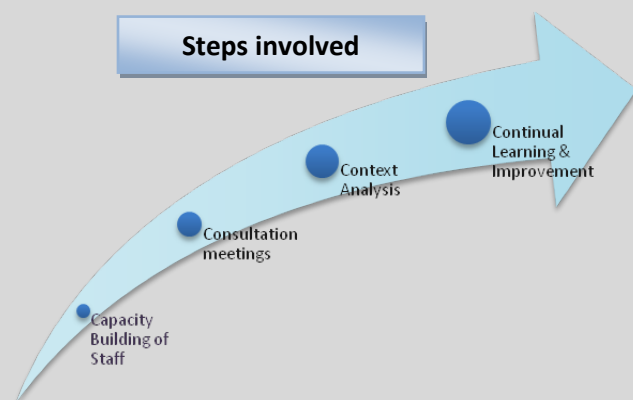 Steps involved
Capacity
Building of
Staff
Consultation
meetings
Context
Analysis
Continual
Learning &
Improvement